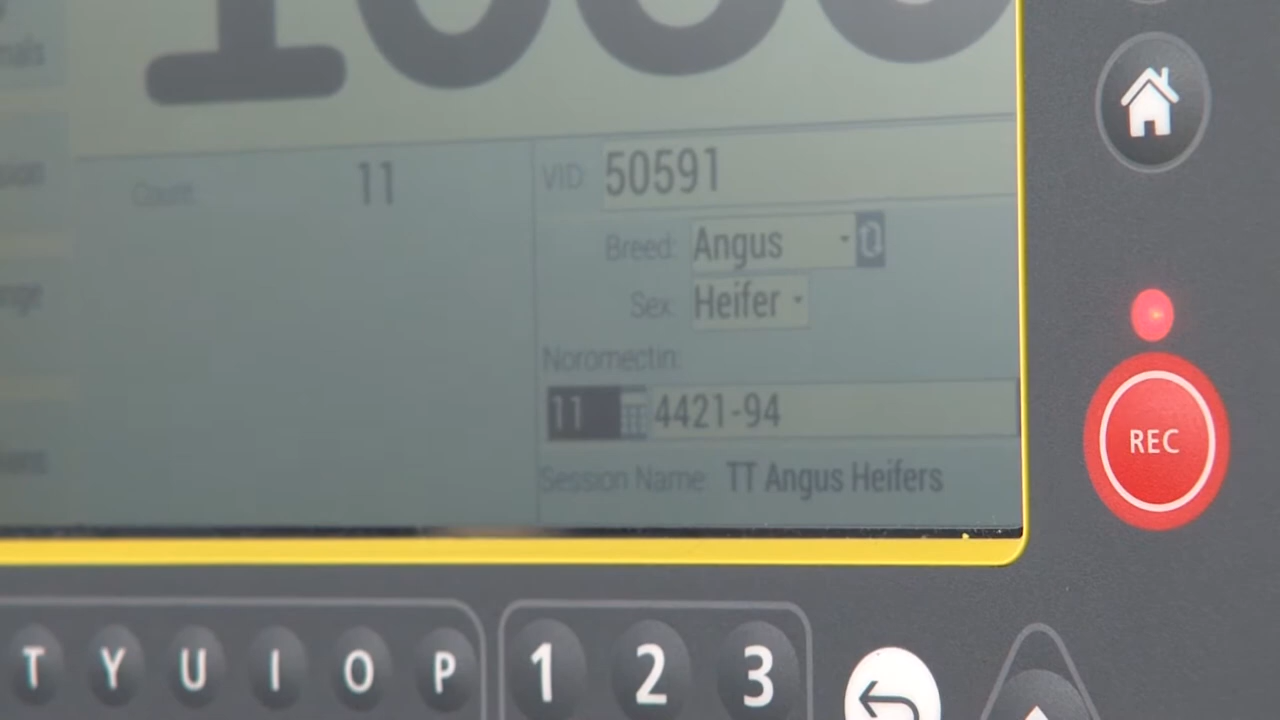 Count: 11
VID: 50591
Breed: Angus
Sex: Heifer
Noromectin:
11 4421-94
Session Name: TT Angus Heifers
REC
T Y U I O P
1 2 3